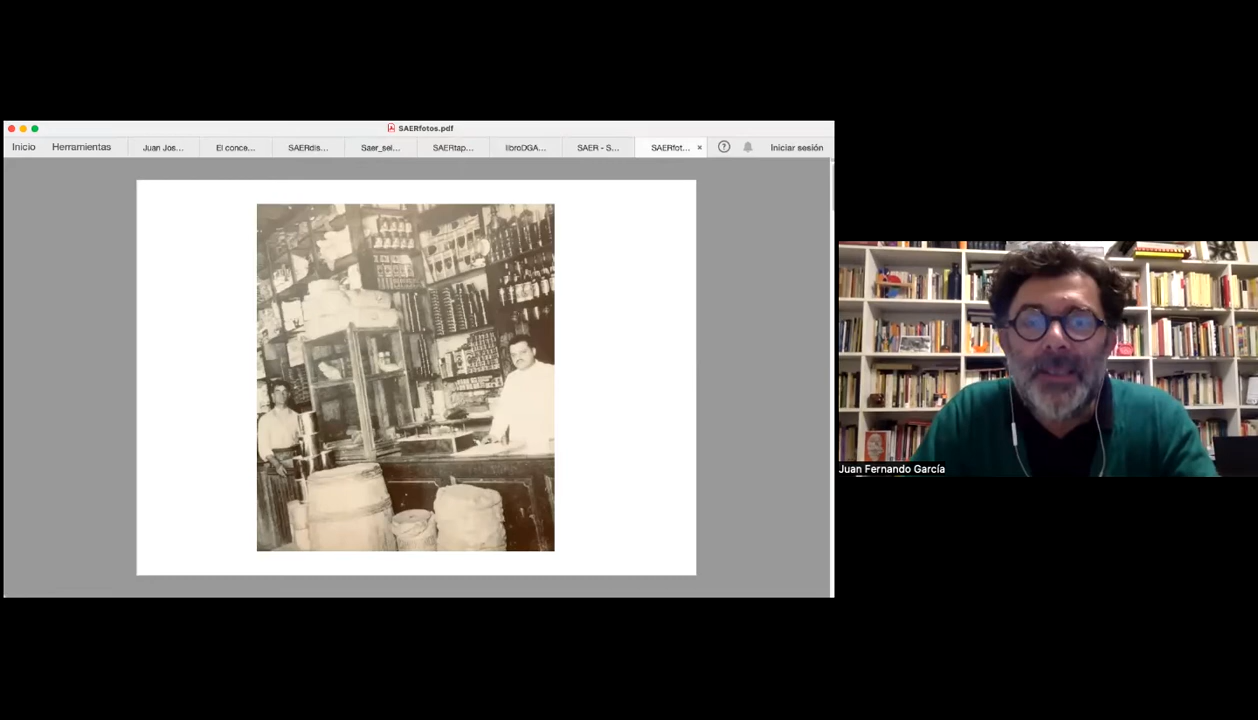 SAERfotos.pdf
Inicio Herramientas Juan Jos... El conce... SAERdis... Saer_sel... SAERtap... libroDGA... SAER - S... SAERfot... × ? Iniciar sesión
Juan Fernando García